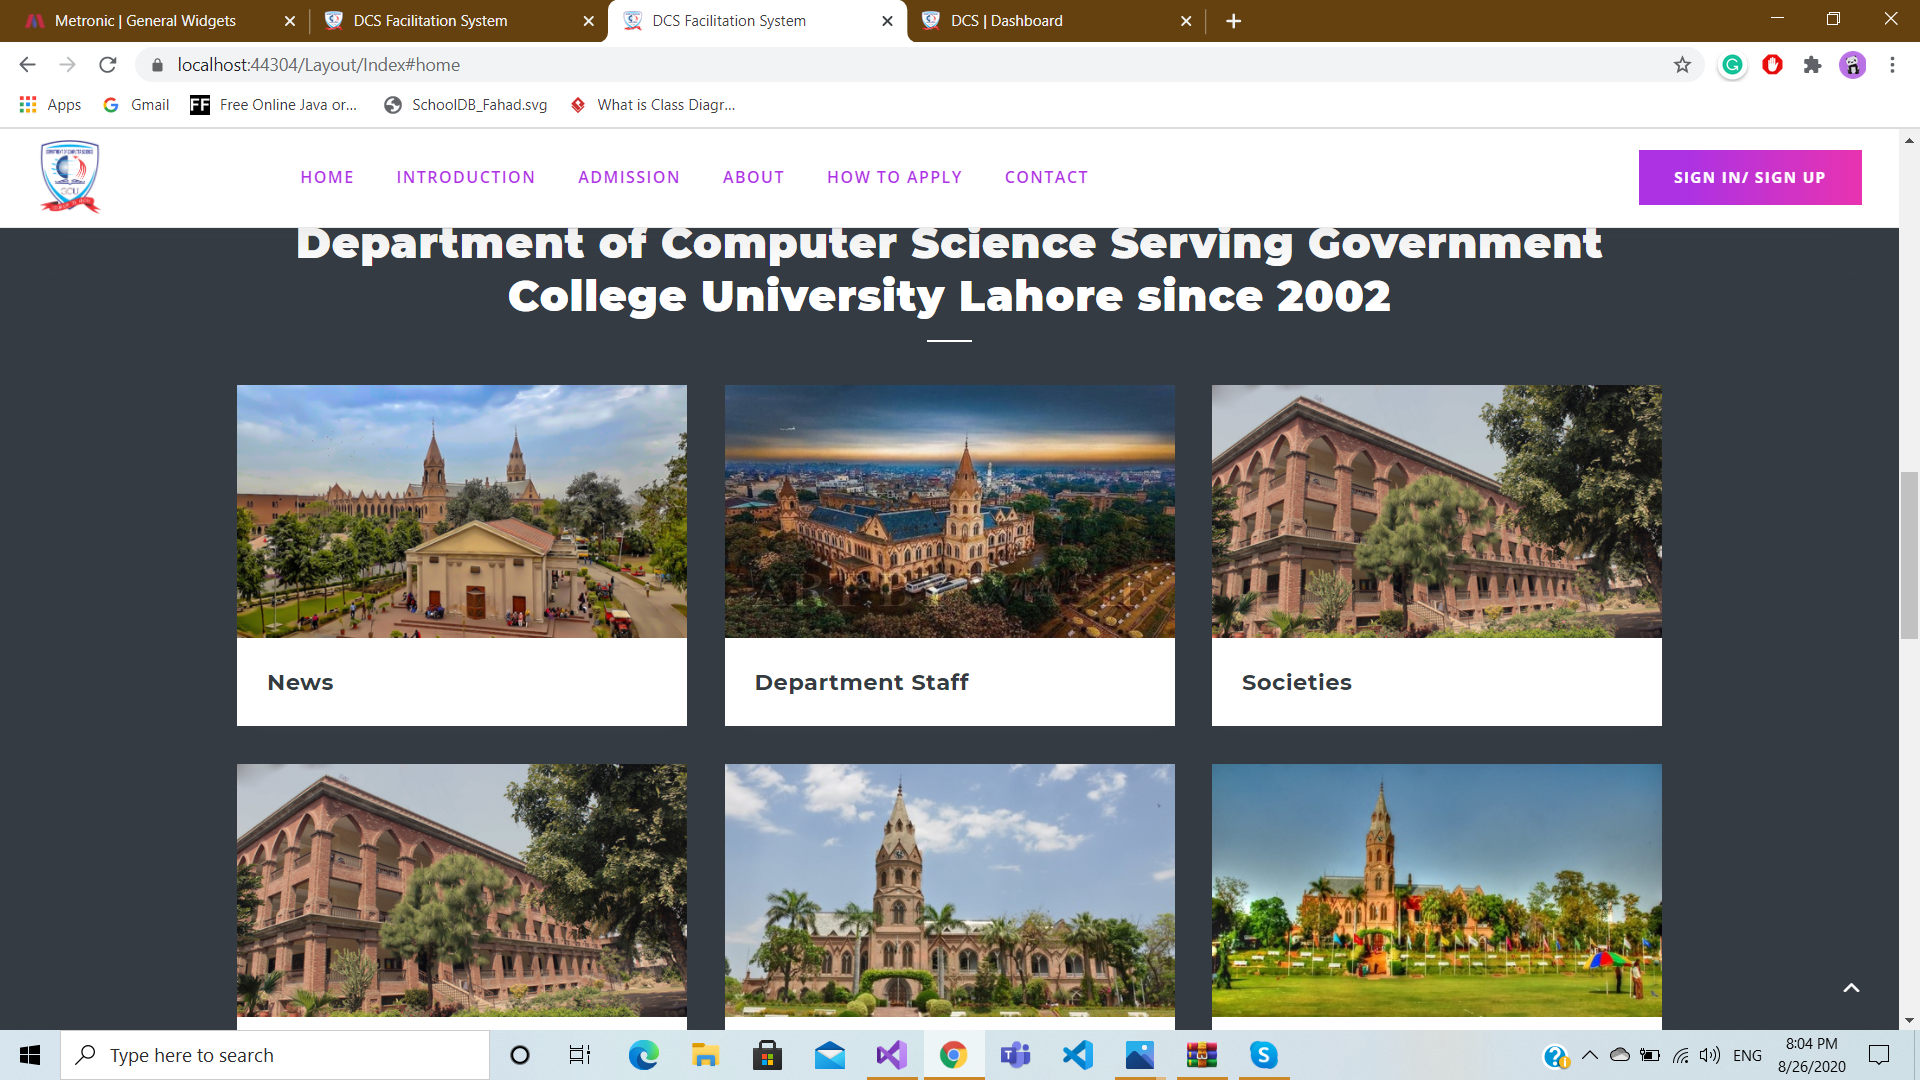 Metronic | General Widgets
DCS Facilitation System
DCS Facilitation System
DCS | Dashboard
localhost:44304/Layout/Index#home
Apps
Gmail
FF
Free Online Java or...
SchoolDB_Fahad.svg
What is Class Diagr...
HOME
INTRODUCTION
ADMISSION
ABOUT
HOW TO APPLY
CONTACT
SIGN IN/ SIGN UP
Department of Computer Science Serving Government
College University Lahore since 2002
News
Department Staff
Societies
Type here to search
ENG
8:04 PM
8/26/2020